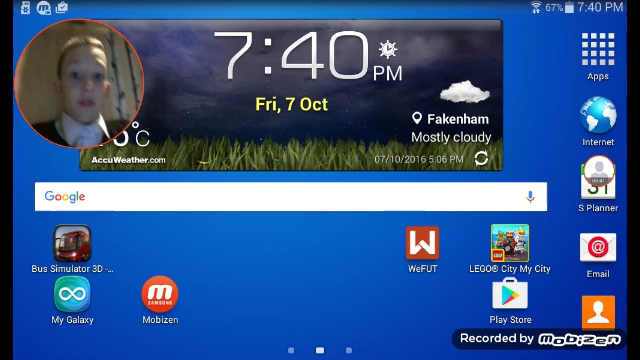 67% 7:40 PM
7:40 PM
Fri, 7 Oct
°C
Fakenham
Mostly cloudy
AccuWeather.com
07/10/2016 5:06 PM
Apps
Internet
Google
S Planner
Bus Simulator 3D -...
WeFUT
LEGO
LEGO® City My City
Email
SAMSUNG
My Galaxy
Mobizen
Play Store
Recorded by mobizen